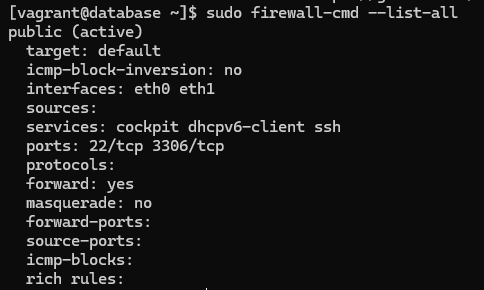 [vagrant@database ~]$ sudo firewall-cmd --list-all
public (active)
  target: default
  icmp-block-inversion: no
  interfaces: eth0 eth1
  sources:
  services: cockpit dhcpv6-client ssh
  ports: 22/tcp 3306/tcp
  protocols:
  forward: yes
  masquerade: no
  forward-ports:
  source-ports:
  icmp-blocks:
  rich rules: